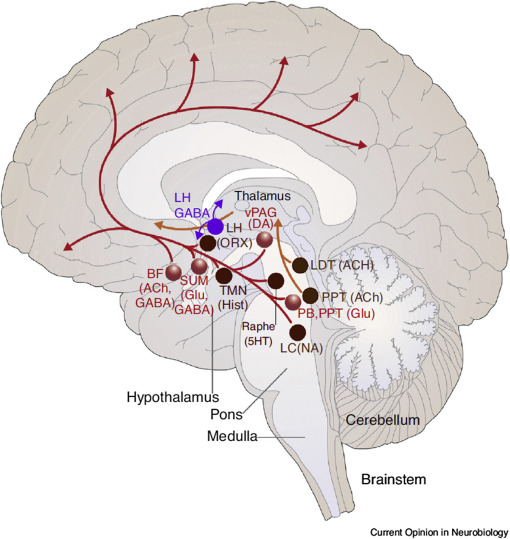 LH
GABA
Thalamus
vPAG
(DA)
LH
(ORX)
BF
(ACh,
GABA)
SUM
(Glu,
GABA)
TMN
(Hist)
Raphe
(5HT)
LDT (ACH)
PPT (ACh)
PB,PPT (Glu)
LC(NA)
Hypothalamus
Pons
Medulla
Cerebellum
Brainstem
Current Opinion in Neurobiology